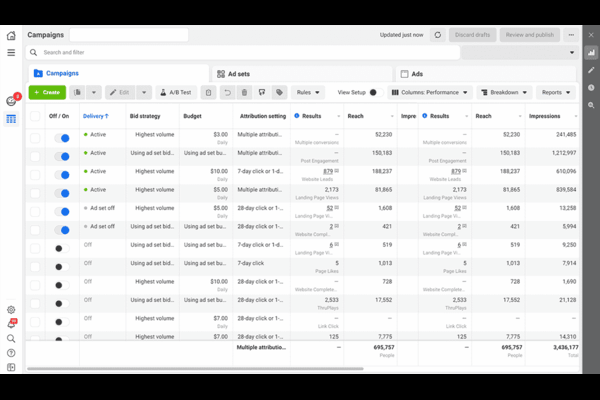 Campaigns
Updated just now
Discard drafts
Review and publish
Search and filter
Campaigns
Ad sets
Ads
+ Create
Edit
A/B Test
Rules
View Setup
Columns: Performance
Breakdown
Reports
Off / On Delivery ↑ Bid strategy Budget Attribution setting Results Reach Impre Results Reach Impressions
Active Highest volume $3.00 Multiple attributi... — 52,230 — 52,230 241,485
Daily Multiple conversions Multiple conversions
Active Using ad set bid... Using ad set bu... Multiple attributi... — 150,183 — 150,183 1,212,997
Post Engagement Post Engagement
Active Highest volume $10.00 7-day click or 1-d... 879 188,237 879 188,237 610,096
Daily Website Leads Website Leads
Active Highest volume $5.00 Multiple attributi... 2,173 81,865 2,173 81,865 839,584
Daily Landing Page Views Landing Page Views
Ad set off Highest volume $5.00 28-day click or 1-... 52 1,608 52 1,608 13,258
Daily Landing Page Vi... Landing Page Vi...
Ad set off Using ad set bid... Using ad set bu... 28-day click or 1-... 2 421 2 421 5,994
Website Compl... Website Compl...
Off Using ad set bid... Using ad set bu... 7-day click or 1-d... 6 519 6 519 9,250
Landing Page Vi... Landing Page Vi...
Off Using ad set bid... Using ad set bu... 7-day click 5 1,013 5 1,013 7,914
Page Likes Page Likes
Off Highest volume $10.00 28-day click or 1-... — 728 — 728 1,690
Daily Website Complete... Website Complete...
Off Using ad set bid... Using ad set bu... 28-day click or 1-... 2,533 17,552 2,533 17,552 21,128
ThruPlays ThruPlays
Off Highest volume $7.00 28-day click or 1-... — — — —
Daily Link Click Link Click
Off Highest volume $7.00 28-day click or 1-... 125 7,775 125 7,775 14,310
Multiple attributio... — 695,757 — 695,757 3,436,177
People People Total